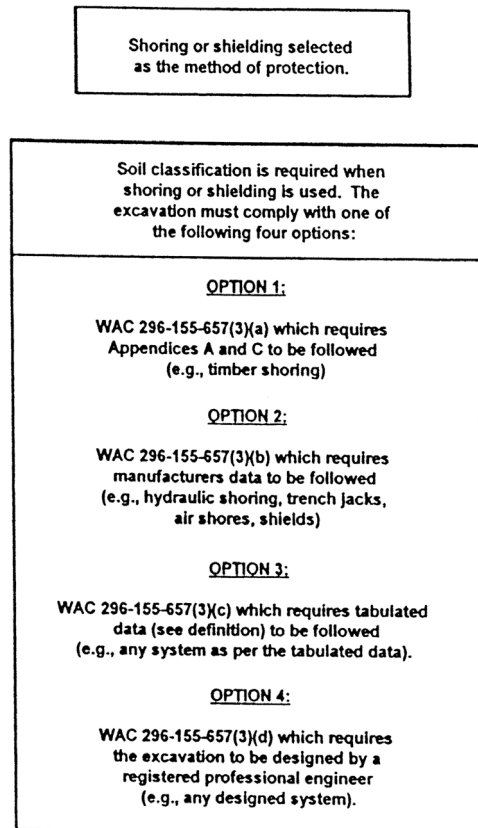 Shoring or shielding selected
as the method of protection.
Soil classification is required when
shoring or shielding is used. The
excavation must comply with one of
the following four options:
OPTION 1:
WAC 296-155-657(3)(a) which requires
Appendices A and C to be followed
(e.g., timber shoring)
OPTION 2:
WAC 296-155-657(3)(b) which requires
manufacturers data to be followed
(e.g., hydraulic shoring, trench jacks,
air shores, shields)
OPTION 3:
WAC 296-155-657(3)(c) which requires tabulated
data (see definition) to be followed
(e.g., any system as per the tabulated data).
OPTION 4:
WAC 296-155-657(3)(d) which requires
the excavation to be designed by a
registered professional engineer
(e.g., any designed system).